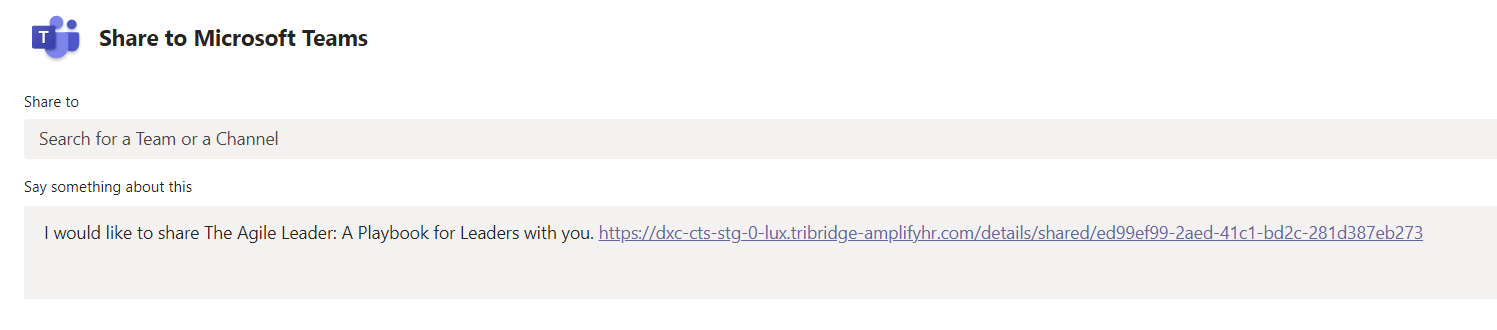 T
Share to Microsoft Teams
Share to
Search for a Team or a Channel
Say something about this
I would like to share The Agile Leader: A Playbook for Leaders with you. https://dxc-cts-stg-0-lux.tribridge-amplifyhr.com/details/shared/ed99ef99-2aed-41c1-bd2c-281d387eb273